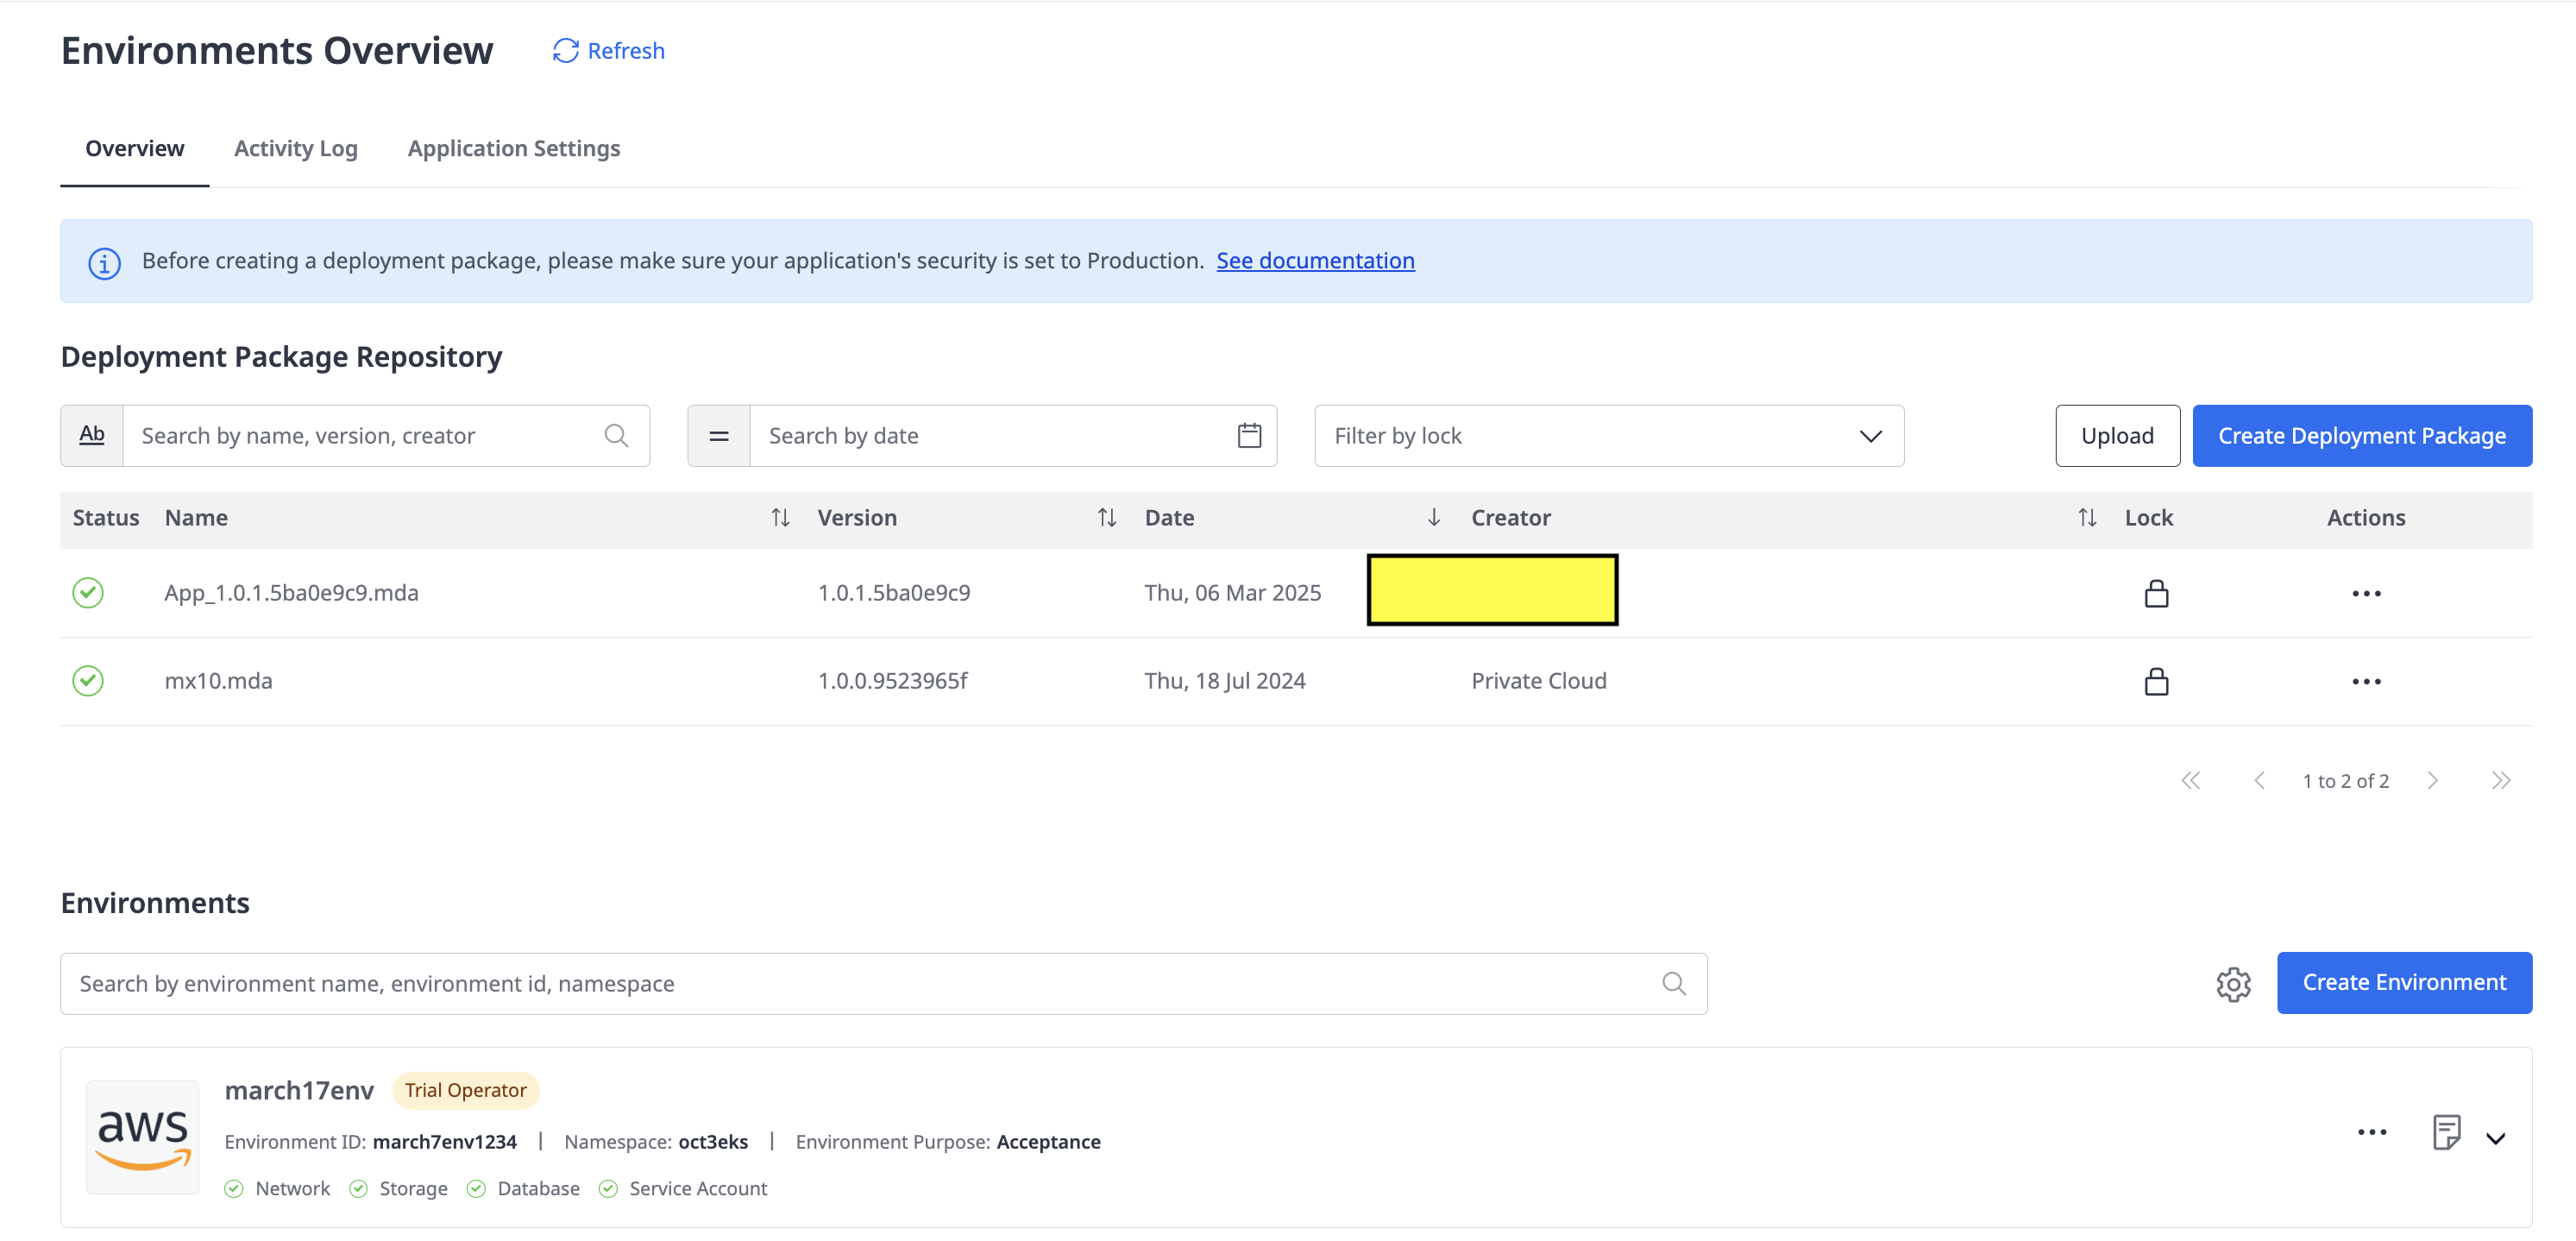 Environments Overview Refresh
Overview Activity Log Application Settings
Before creating a deployment package, please make sure your application's security is set to Production. See documentation
Deployment Package Repository
Ab Search by name, version, creator = Search by date Filter by lock Upload Create Deployment Package
Status Name Version Date Creator Lock Actions
App_1.0.1.5ba0e9c9.mda 1.0.1.5ba0e9c9 Thu, 06 Mar 2025
mx10.mda 1.0.0.9523965f Thu, 18 Jul 2024 Private Cloud
1 to 2 of 2
Environments
Search by environment name, environment id, namespace Create Environment
aws
march17env Trial Operator
Environment ID: march7env1234 | Namespace: oct3eks | Environment Purpose: Acceptance
Network Storage Database Service Account